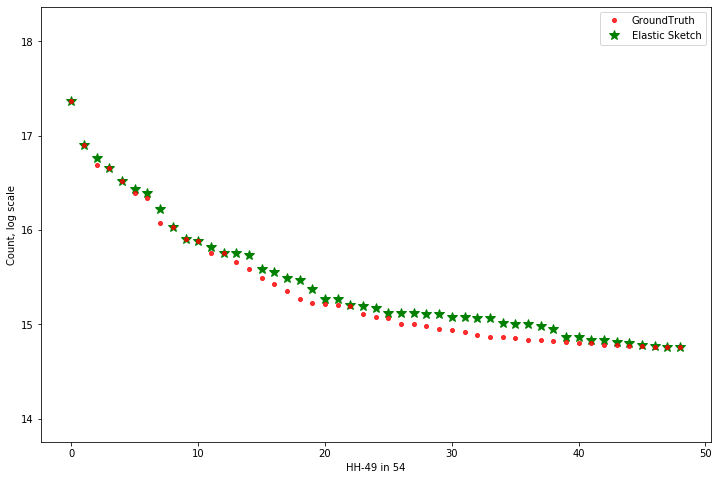 GroundTruth
Elastic Sketch
18
17
16
15
14
Count, log scale
0 10 20 30 40 50
HH-49 in 54